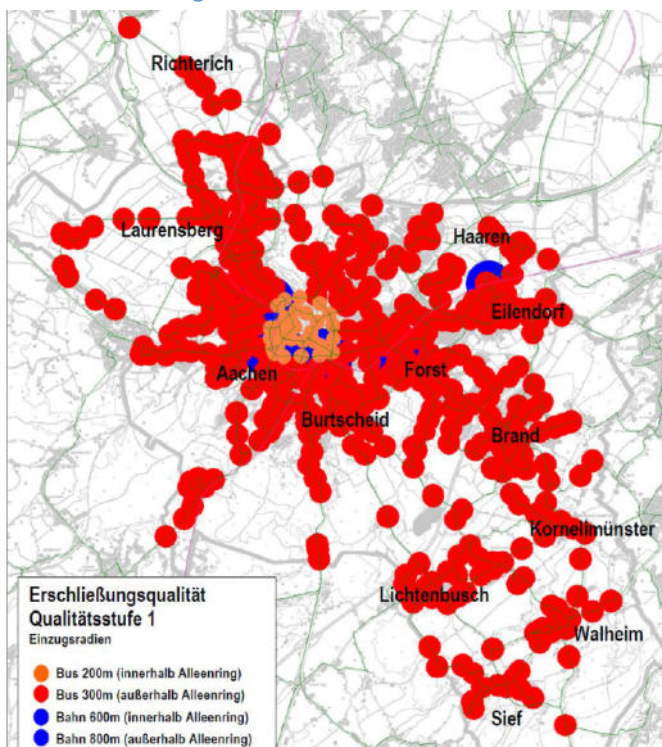 Richterich
Laurensberg
Haaren
Eilendorf
Aachen
Forst
Burtscheid
Brand
Kornellmünster
Lichtenbusch
Walheim
Sief
Erschließungsqualität
Qualitätsstufe 1
Einzugsradien
Bus 200m (innerhalb Alleenring)
Bus 300m (außerhalb Alleenring)
Bahn 600m (innerhalb Alleenring)
Bahn 800m (außerhalb Alleenring)